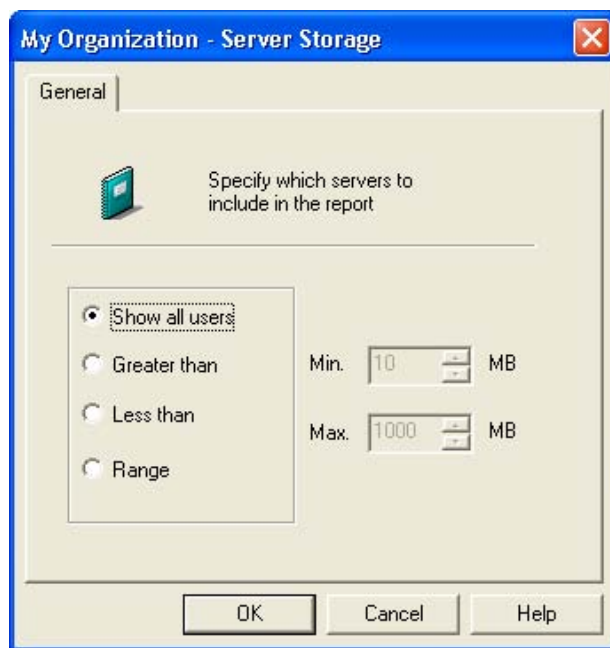 My Organization - Server Storage
General
Specify which servers to
include in the report
Show all users
Greater than
Min. 10 MB
Less than
Max. 1000 MB
Range
OK Cancel Help